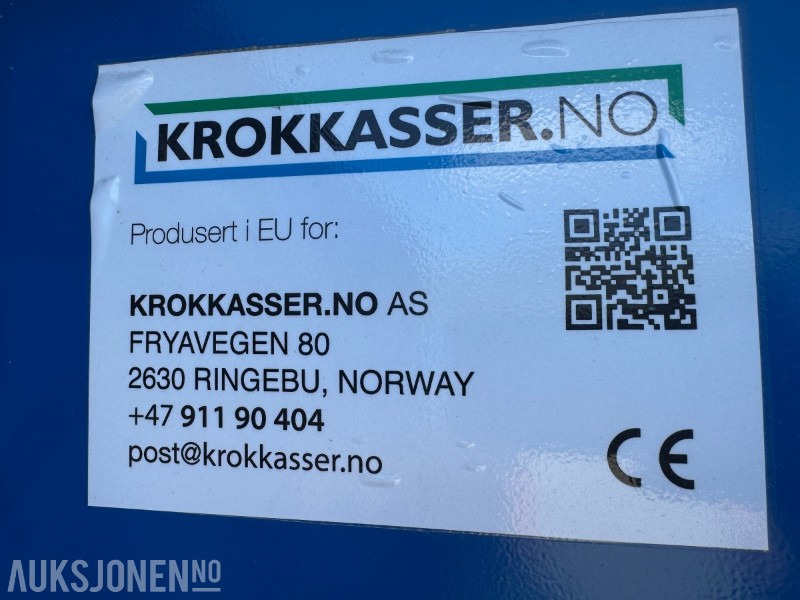 KROKKASSER.NO
Produsert i EU for:
KROKKASSER.NO AS
FRYAVEGEN 80
2630 RINGEBU, NORWAY
+47 911 90 404
post@krokkasser.no
CE
AUKSJONEN NO